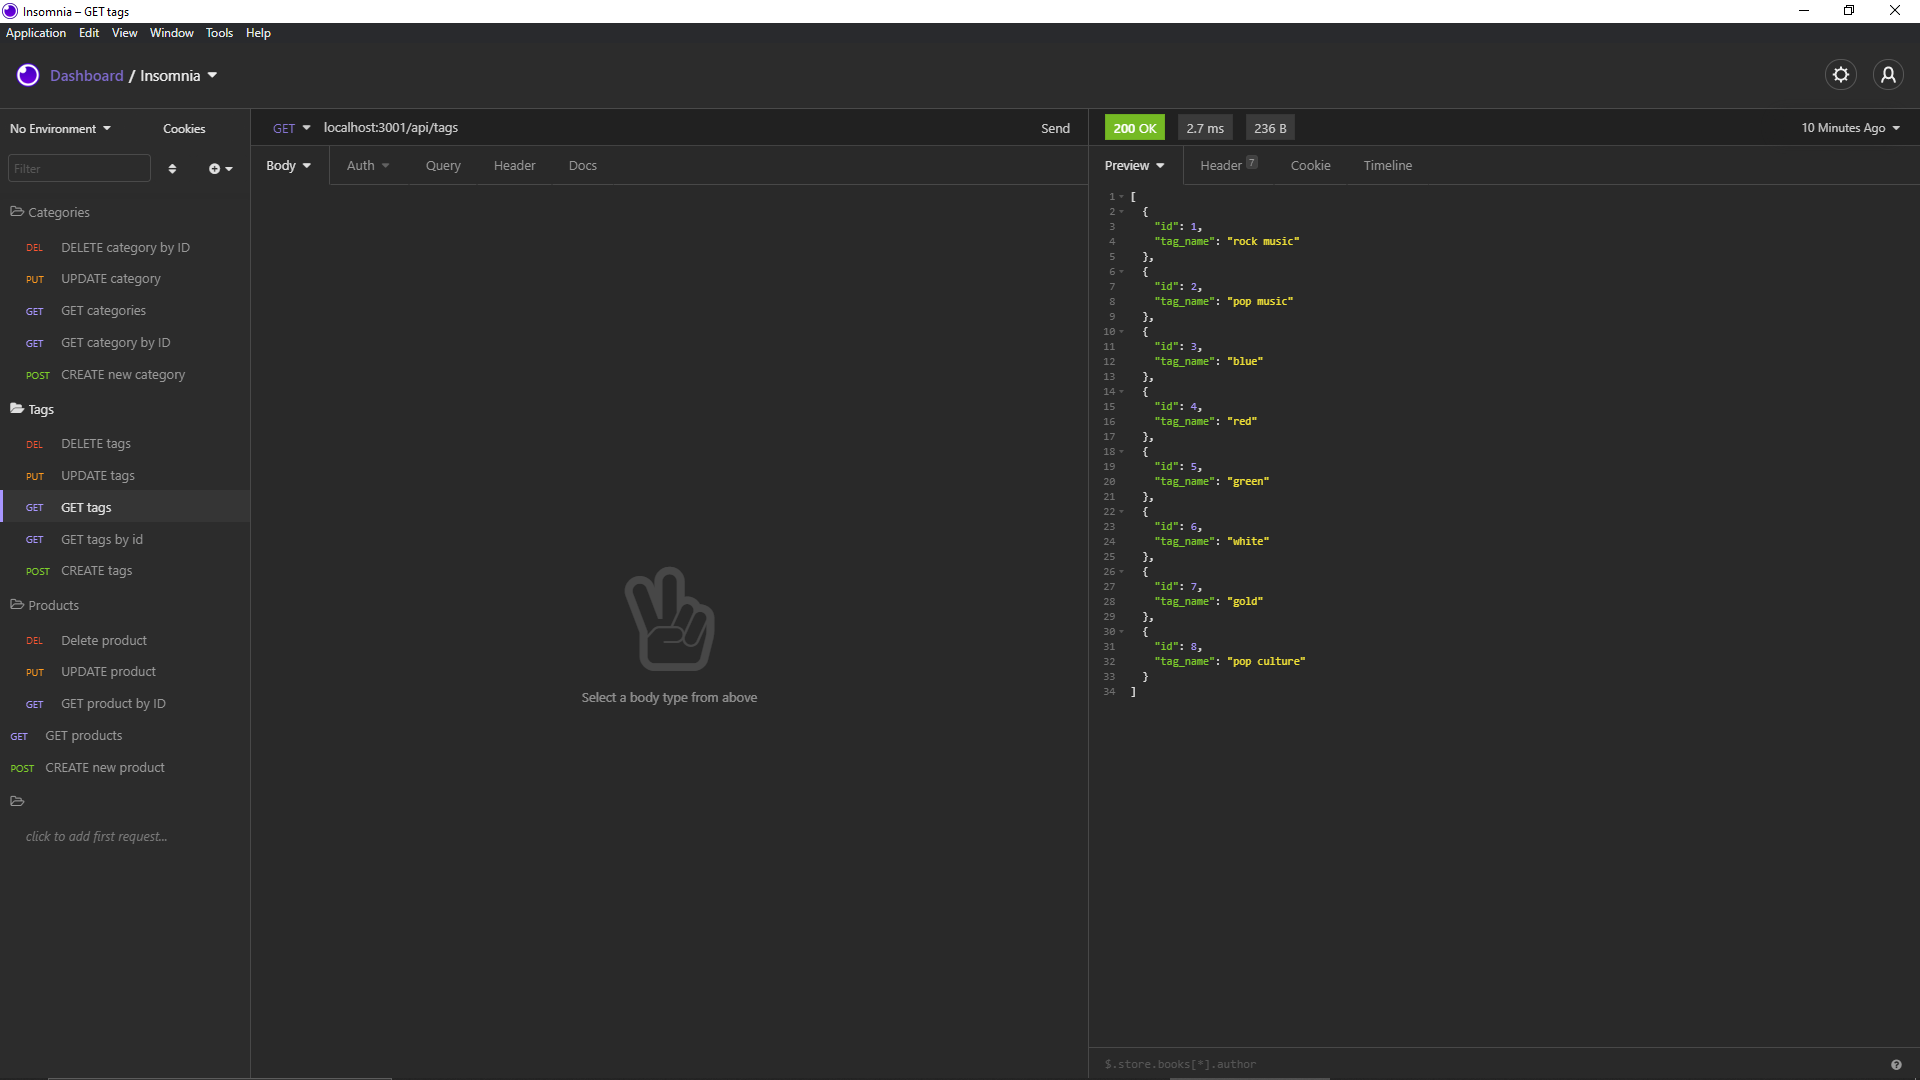 Insomnia – GET tags
Application Edit View Window Tools Help
Dashboard / Insomnia
No Environment Cookies
Filter
Categories
DEL DELETE category by ID
PUT UPDATE category
GET GET categories
GET GET category by ID
POST CREATE new category
Tags
DEL DELETE tags
PUT UPDATE tags
GET GET tags
GET GET tags by id
POST CREATE tags
Products
DEL Delete product
PUT UPDATE product
GET GET product by ID
GET GET products
POST CREATE new product
click to add first request...
GET localhost:3001/api/tags Send
Body Auth Query Header Docs
Select a body type from above
200 OK 2.7 ms 236 B 10 Minutes Ago
Preview Header 7 Cookie Timeline
1 [
2 {
3 "id": 1,
4 "tag_name": "rock music"
5 },
6 {
7 "id": 2,
8 "tag_name": "pop music"
9 },
10 {
11 "id": 3,
12 "tag_name": "blue"
13 },
14 {
15 "id": 4,
16 "tag_name": "red"
17 },
18 {
19 "id": 5,
20 "tag_name": "green"
21 },
22 {
23 "id": 6,
24 "tag_name": "white"
25 },
26 {
27 "id": 7,
28 "tag_name": "gold"
29 },
30 {
31 "id": 8,
32 "tag_name": "pop culture"
33 }
34 ]
$.store.books[*].author